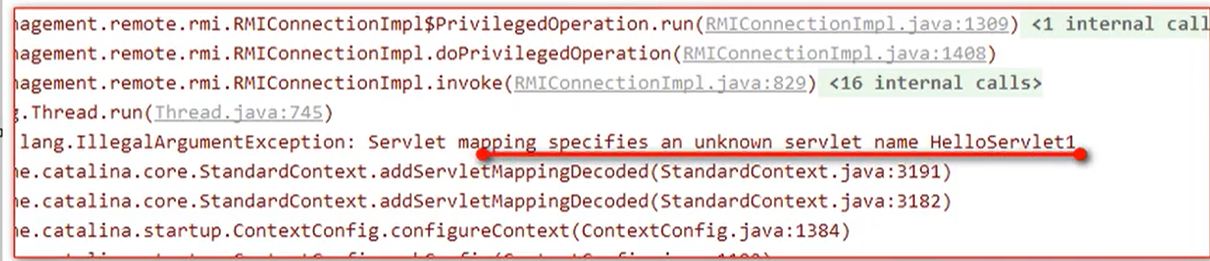 nagement.remote.rmi.RMIConnectionImpl$PrivilegedOperation.run(RMIConnectionImpl.java:1309) <1 internal call
nagement.remote.rmi.RMIConnectionImpl.doPrivilegedOperation(RMIConnectionImpl.java:1408)
nagement.remote.rmi.RMIConnectionImpl.invoke(RMIConnectionImpl.java:829) <16 internal calls>
g.Thread.run(Thread.java:745)
lang.IllegalArgumentException: Servlet mapping specifies an unknown servlet name HelloServlet1
he.catalina.core.StandardContext.addServletMappingDecoded(StandardContext.java:3191)
he.catalina.core.StandardContext.addServletMappingDecoded(StandardContext.java:3182)
he.catalina.startup.ContextConfig.configureContext(ContextConfig.java:1384)